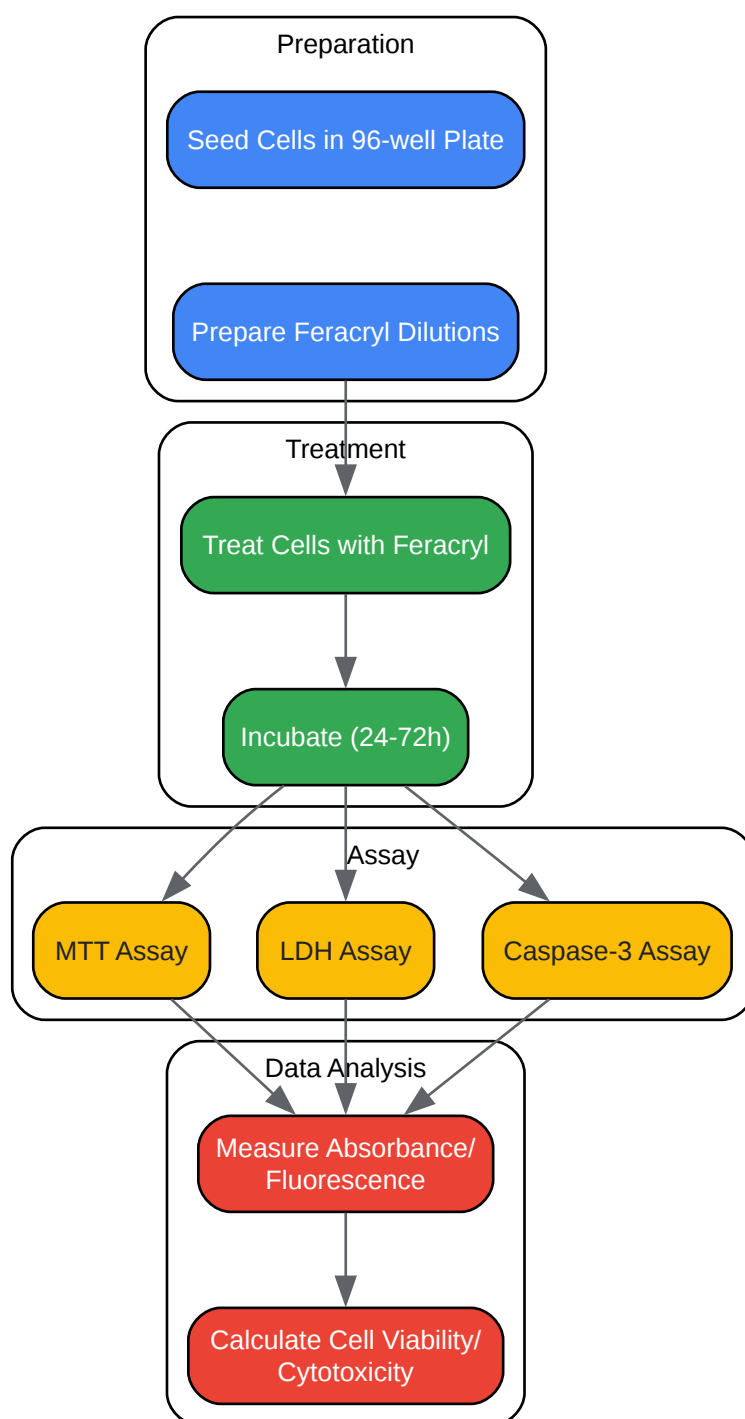 Preparation
Seed Cells in 96-well Plate
Prepare Feracryl Dilutions
Treatment
Treat Cells with Feracryl
Incubate (24-72h)
Assay
MTT Assay
LDH Assay
Caspase-3 Assay
Data Analysis
Measure Absorbance/
Fluorescence
Calculate Cell Viability/
Cytotoxicity